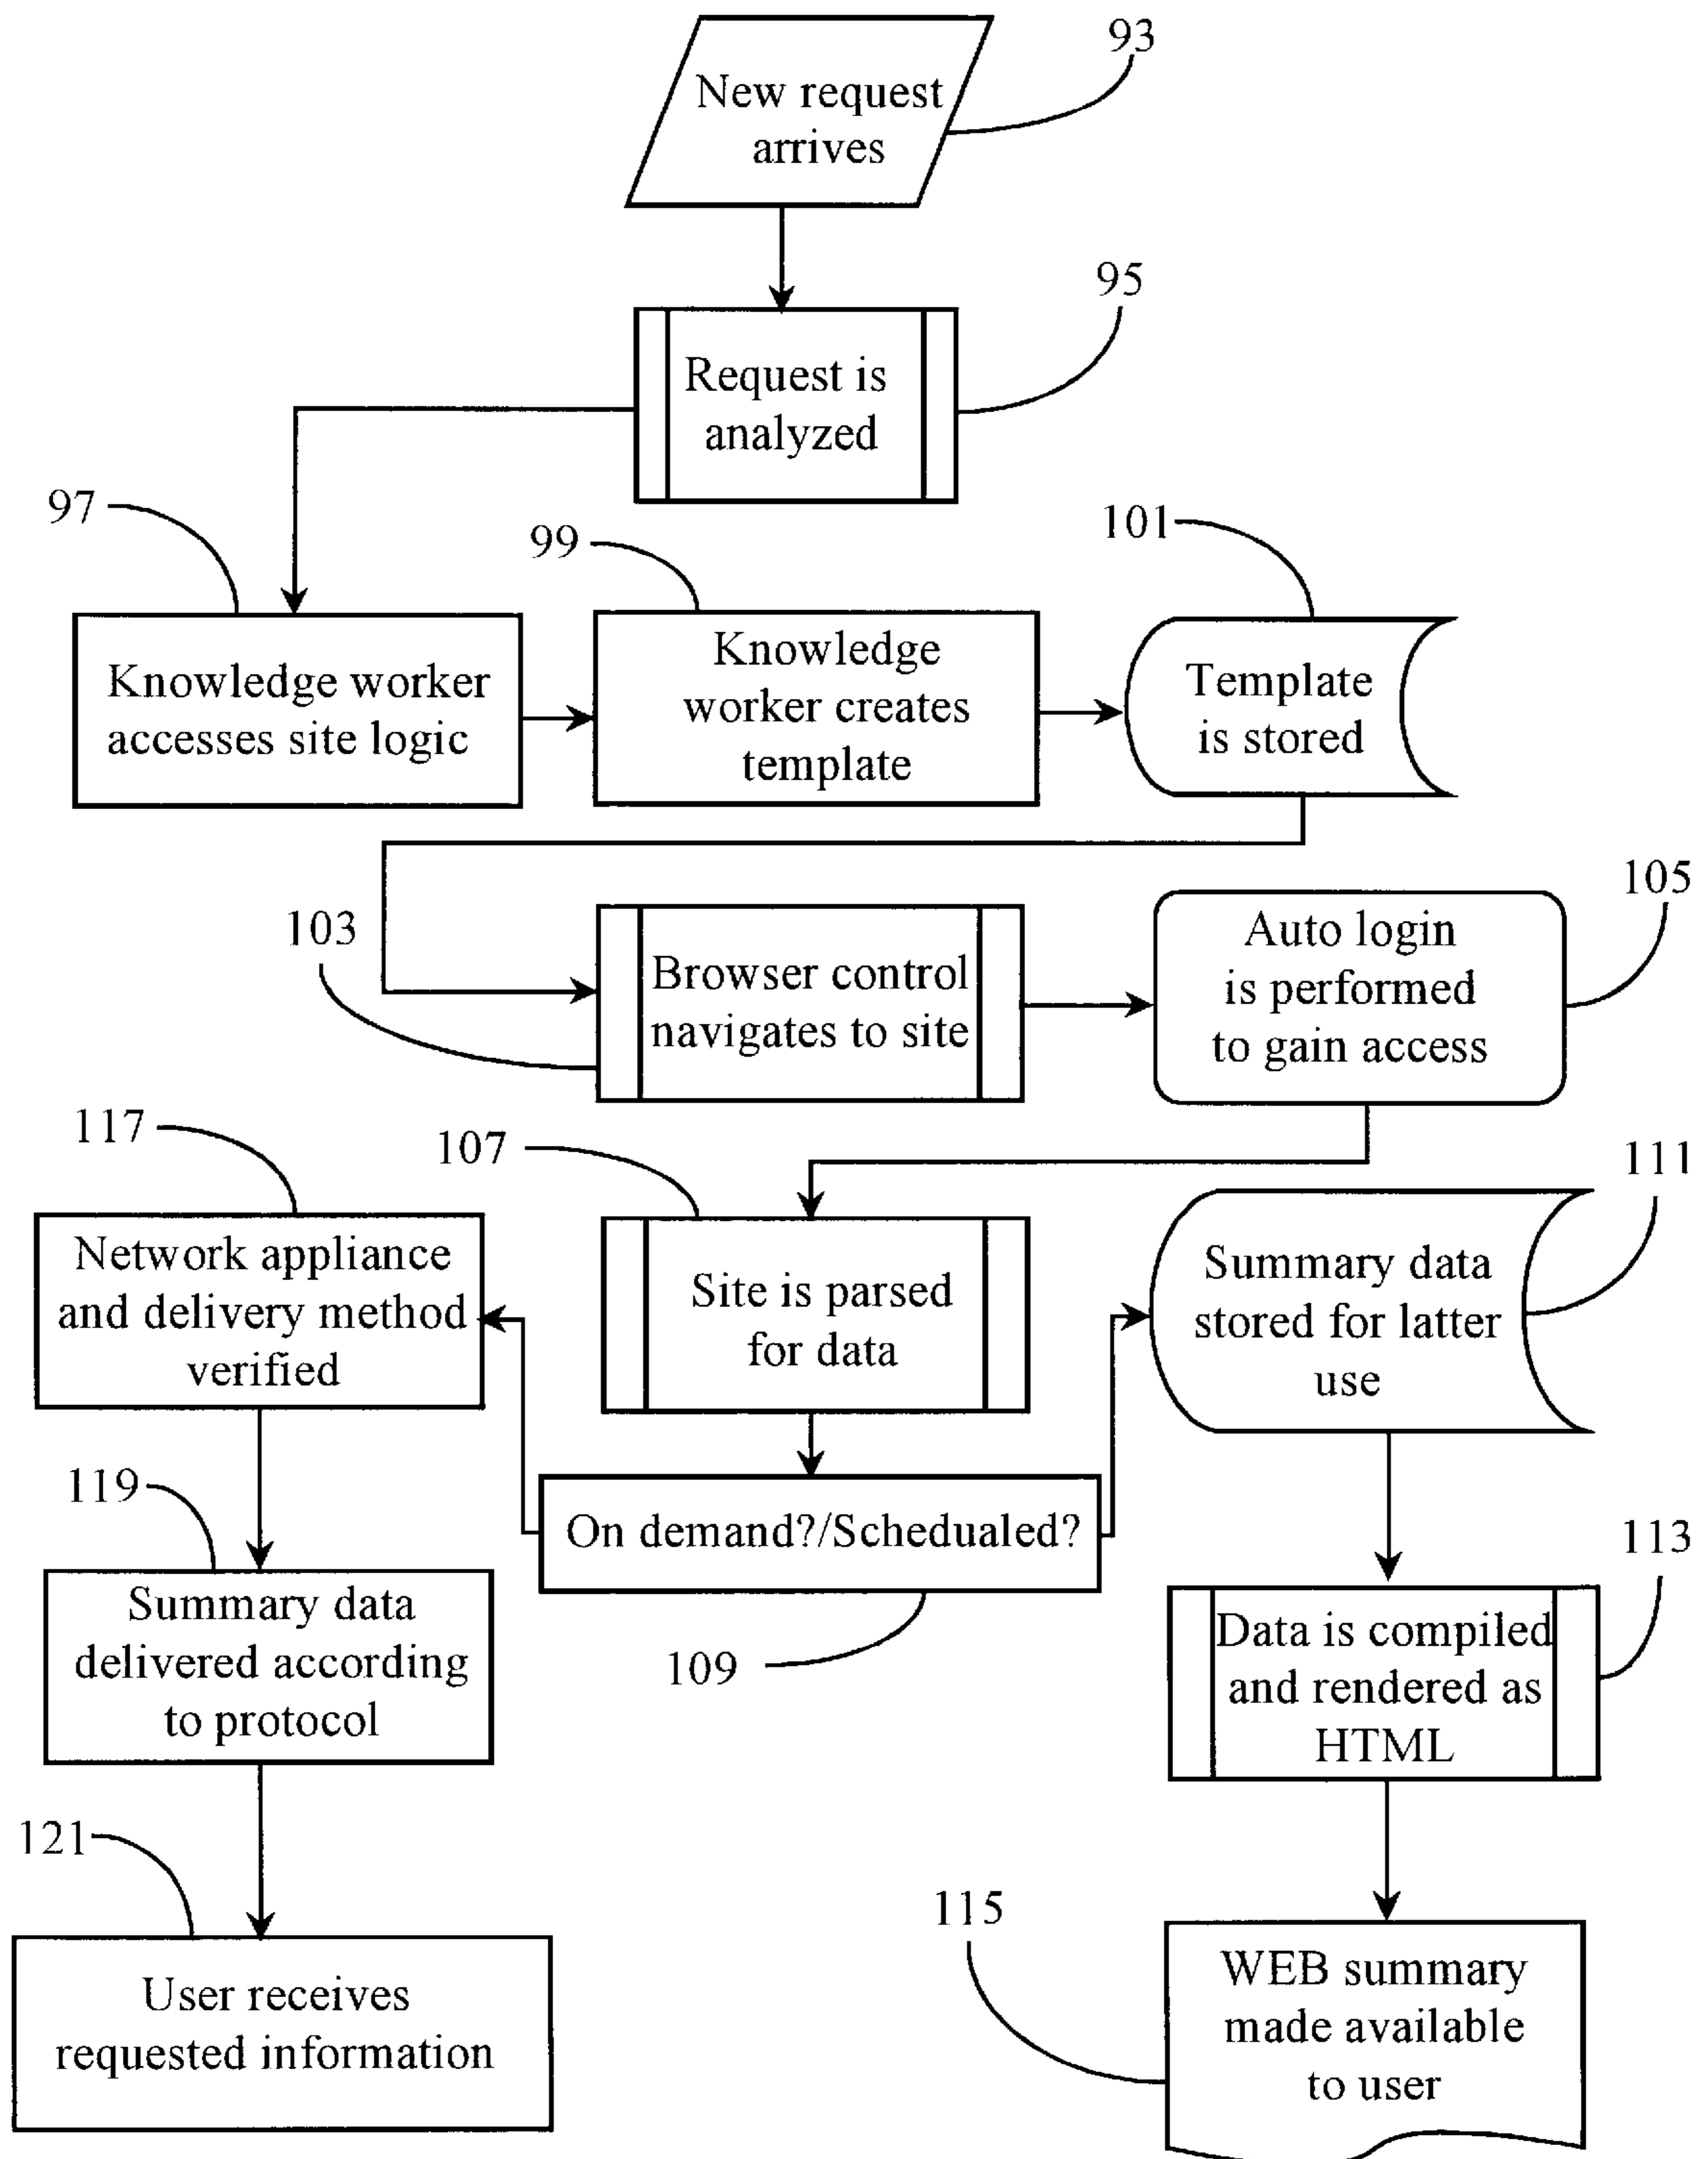 93
New request
arrives
95
Request is
analyzed
97
99
101
Knowledge worker
accesses site logic
Knowledge
worker creates
template
Template
is stored
103
105
Browser control
navigates to site
Auto login
is performed
to gain access
117
107
111
Network appliance
and delivery method
verified
Site is parsed
for data
Summary data
stored for latter
use
119
On demand?/Schedualed?
113
109
Summary data
delivered according
to protocol
Data is compiled
and rendered as
HTML
121
115
User receives
requested information
WEB summary
made available
to user